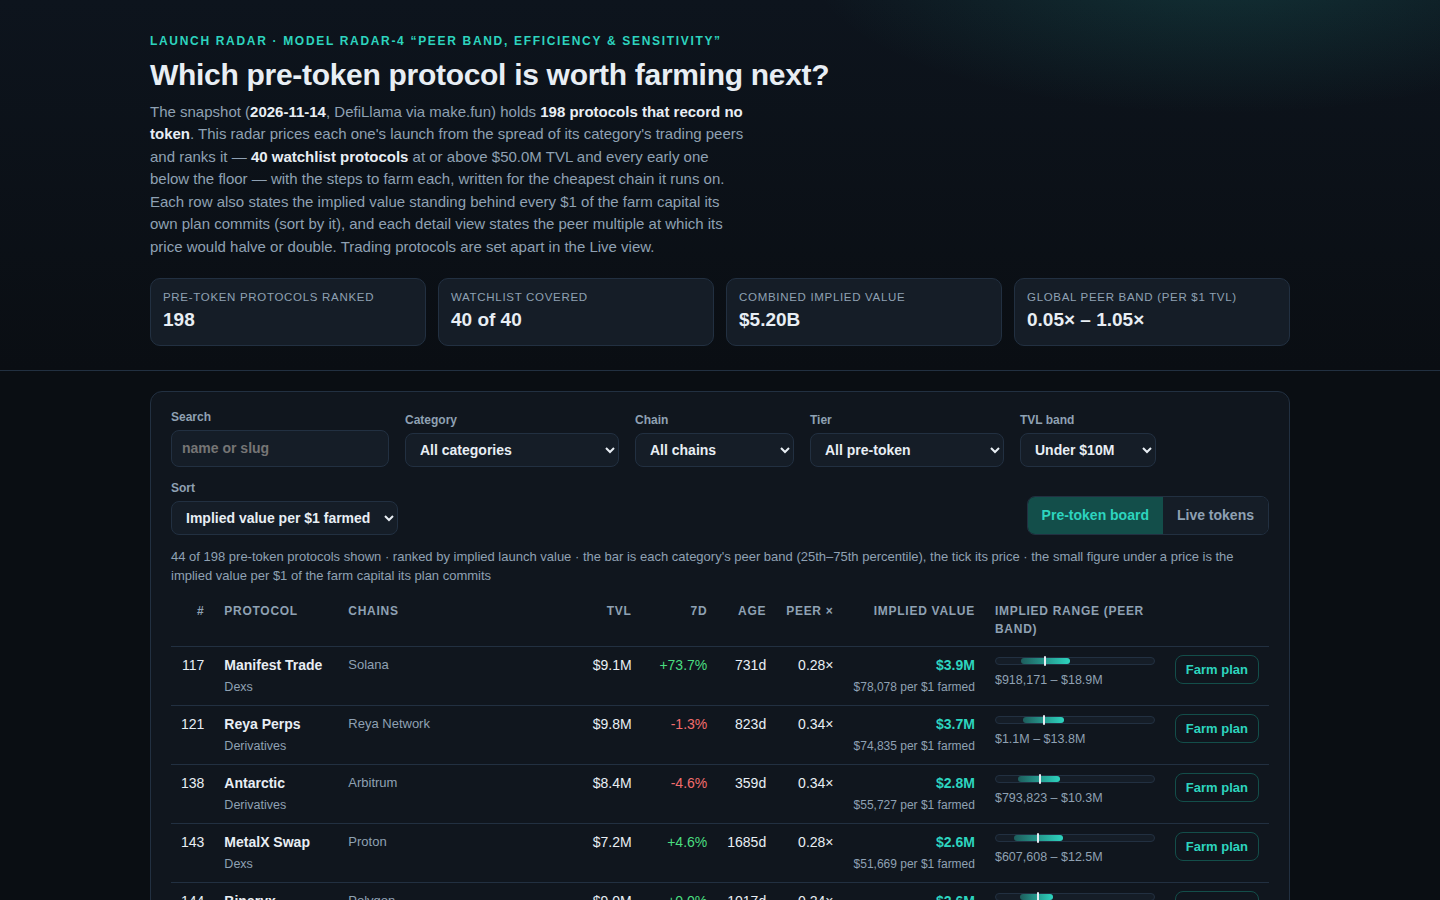 LAUNCH RADAR · MODEL RADAR-4 “PEER BAND, EFFICIENCY & SENSITIVITY”
Which pre-token protocol is worth farming next?
The snapshot (2026-11-14, DefiLlama via make.fun) holds 198 protocols that record no
token. This radar prices each one's launch from the spread of its category's trading peers
and ranks it — 40 watchlist protocols at or above $50.0M TVL and every early one
below the floor — with the steps to farm each, written for the cheapest chain it runs on.
Each row also states the implied value standing behind every $1 of the farm capital its
own plan commits (sort by it), and each detail view states the peer multiple at which its
price would halve or double. Trading protocols are set apart in the Live view.
PRE-TOKEN PROTOCOLS RANKED
198
WATCHLIST COVERED
40 of 40
COMBINED IMPLIED VALUE
$5.20B
GLOBAL PEER BAND (PER $1 TVL)
0.05× – 1.05×
Search
name or slug
Category
All categories
Chain
All chains
Tier
All pre-token
TVL band
Under $10M
Sort
Implied value per $1 farmed
Pre-token board Live tokens
44 of 198 pre-token protocols shown · ranked by implied launch value · the bar is each category's peer band (25th–75th percentile), the tick its price · the small figure under a price is the
implied value per $1 of the farm capital its plan commits
# PROTOCOL CHAINS TVL 7D AGE PEER × IMPLIED VALUE IMPLIED RANGE (PEER
BAND)
117 Manifest Trade Solana $9.1M +73.7% 731d 0.28× $3.9M Farm plan
Dexs $78,078 per $1 farmed $918,171 – $18.9M
121 Reya Perps Reya Network $9.8M -1.3% 823d 0.34× $3.7M Farm plan
Derivatives $74,835 per $1 farmed $1.1M – $13.8M
138 Antarctic Arbitrum $8.4M -4.6% 359d 0.34× $2.8M Farm plan
Derivatives $55,727 per $1 farmed $793,823 – $10.3M
143 MetalX Swap Proton $7.2M +4.6% 1685d 0.28× $2.6M Farm plan
Dexs $51,669 per $1 farmed $607,608 – $12.5M